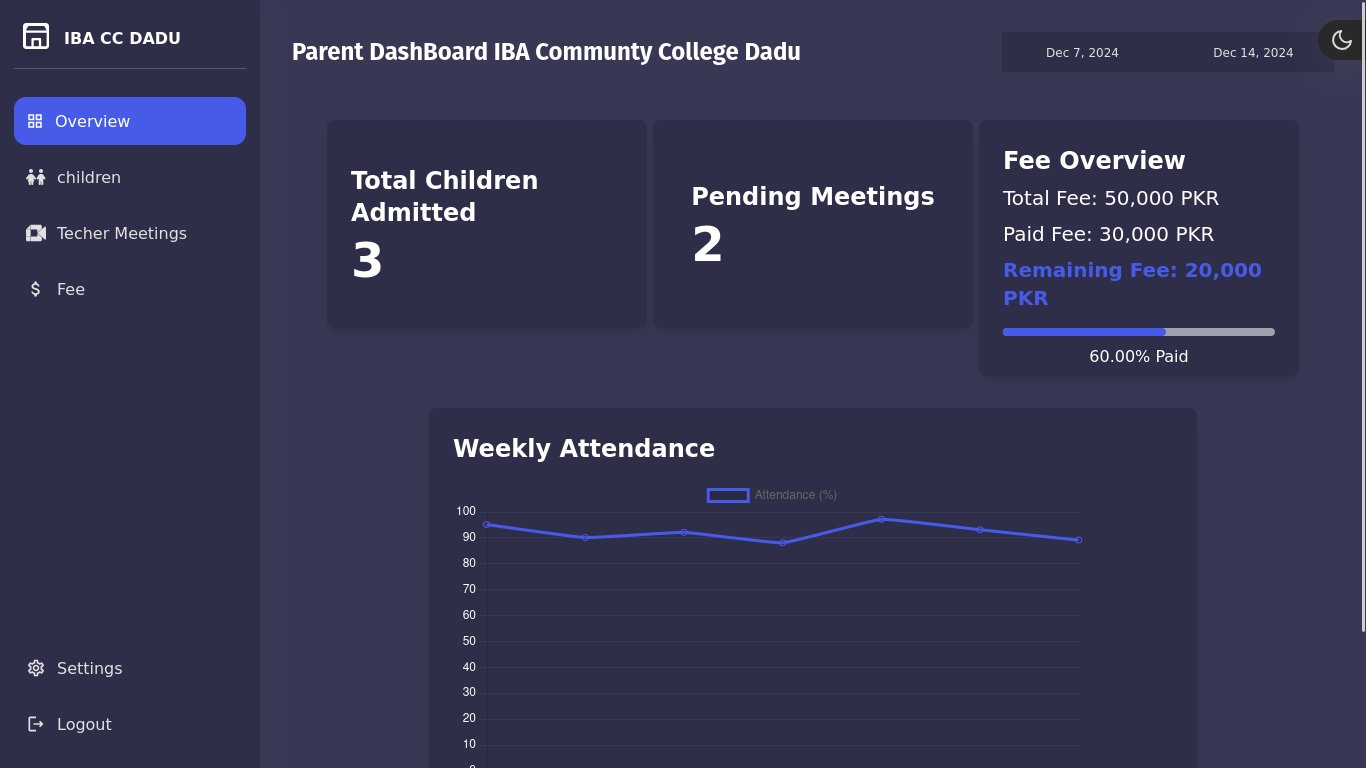 IBA CC DADU
Overview
children
Techer Meetings
Fee
Settings
Logout
Parent DashBoard IBA Communty College Dadu
Dec 7, 2024
Dec 14, 2024
Total Children
Admitted
3
Pending Meetings
2
Fee Overview
Total Fee: 50,000 PKR
Paid Fee: 30,000 PKR
Remaining Fee: 20,000
PKR
60.00% Paid
Weekly Attendance
Attendance (%)
100
90
80
70
60
50
40
30
20
10